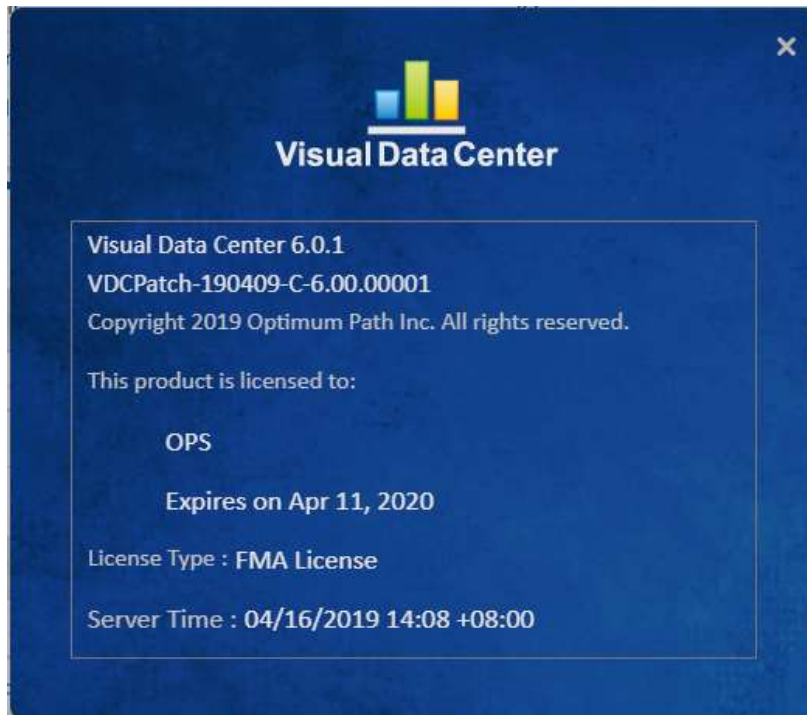 Visual Data Center
Visual Data Center 6.0.1
VDCPatch-190409-C-6.00.00001
Copyright 2019 Optimum Path Inc. All rights reserved.
This product is licensed to:
OPS
Expires on Apr 11, 2020
License Type : FMA License
Server Time : 04/16/2019 14:08 +08:00